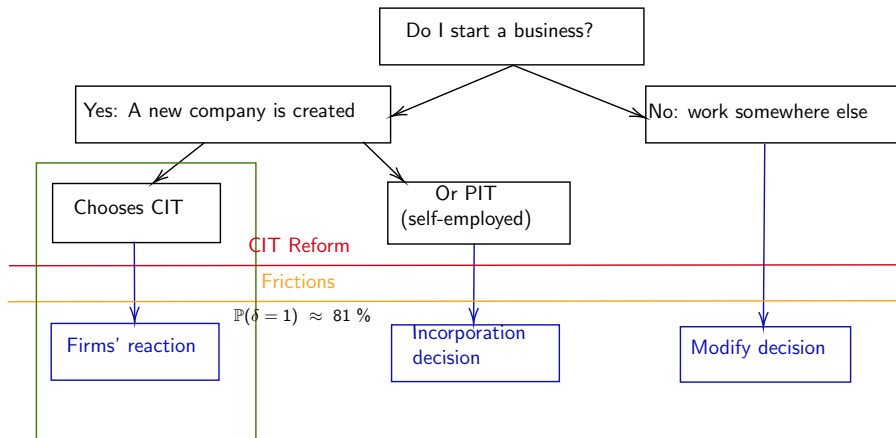 Do I start a business?
Yes: A new company is created
No: work somewhere else
Chooses CIT
Or PIT
(self-employed)
CIT Reform
Frictions
ℙ(δ = 1) ≈ 81 %
Firms' reaction
Incorporation
decision
Modify decision